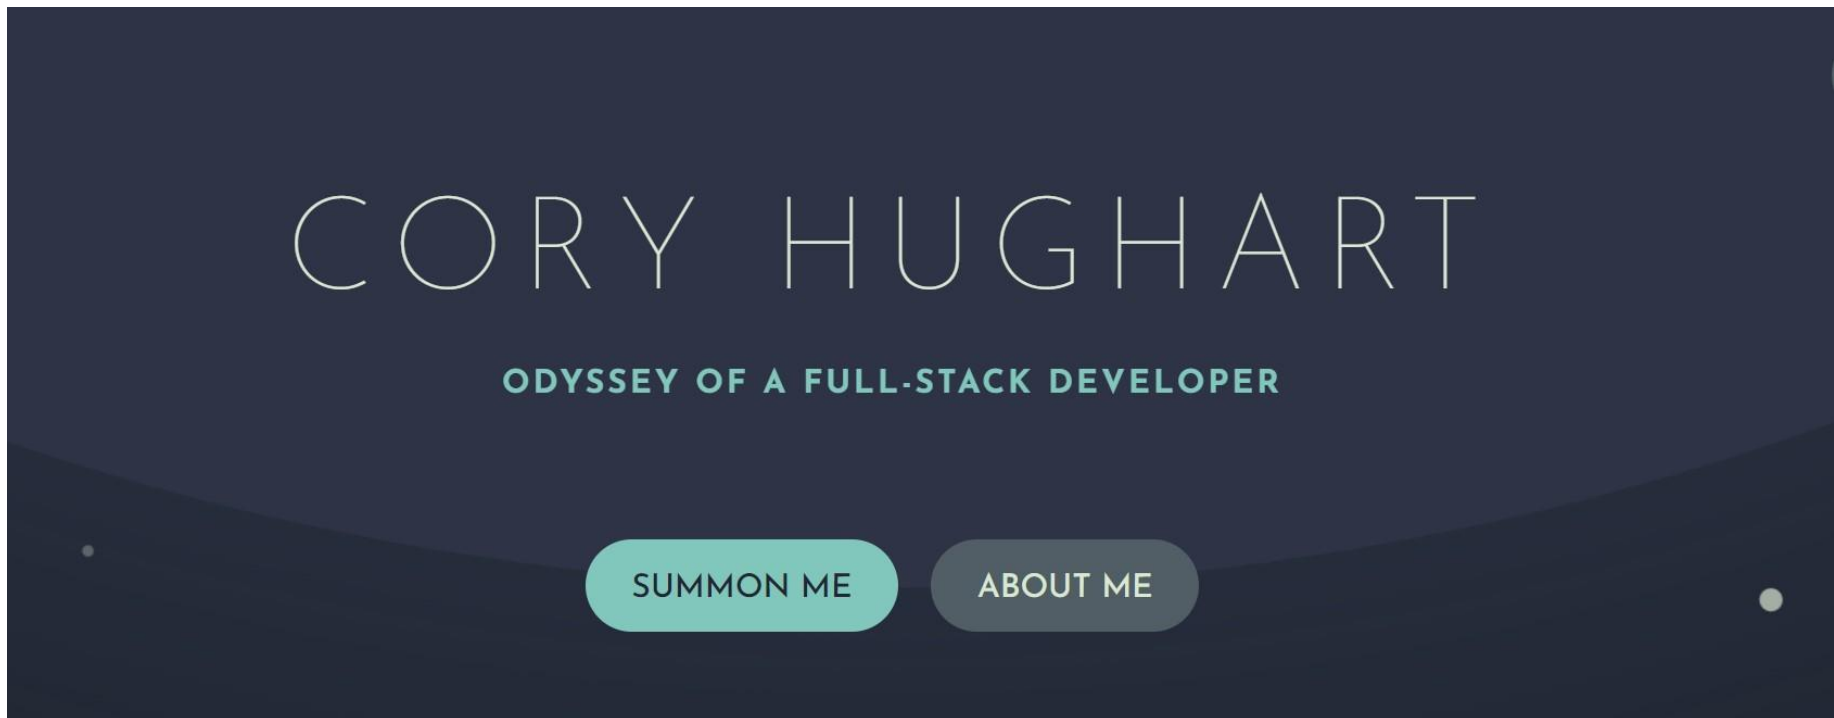 CORY HUGHART
ODYSSEY OF A FULL-STACK DEVELOPER
SUMMON ME
ABOUT ME